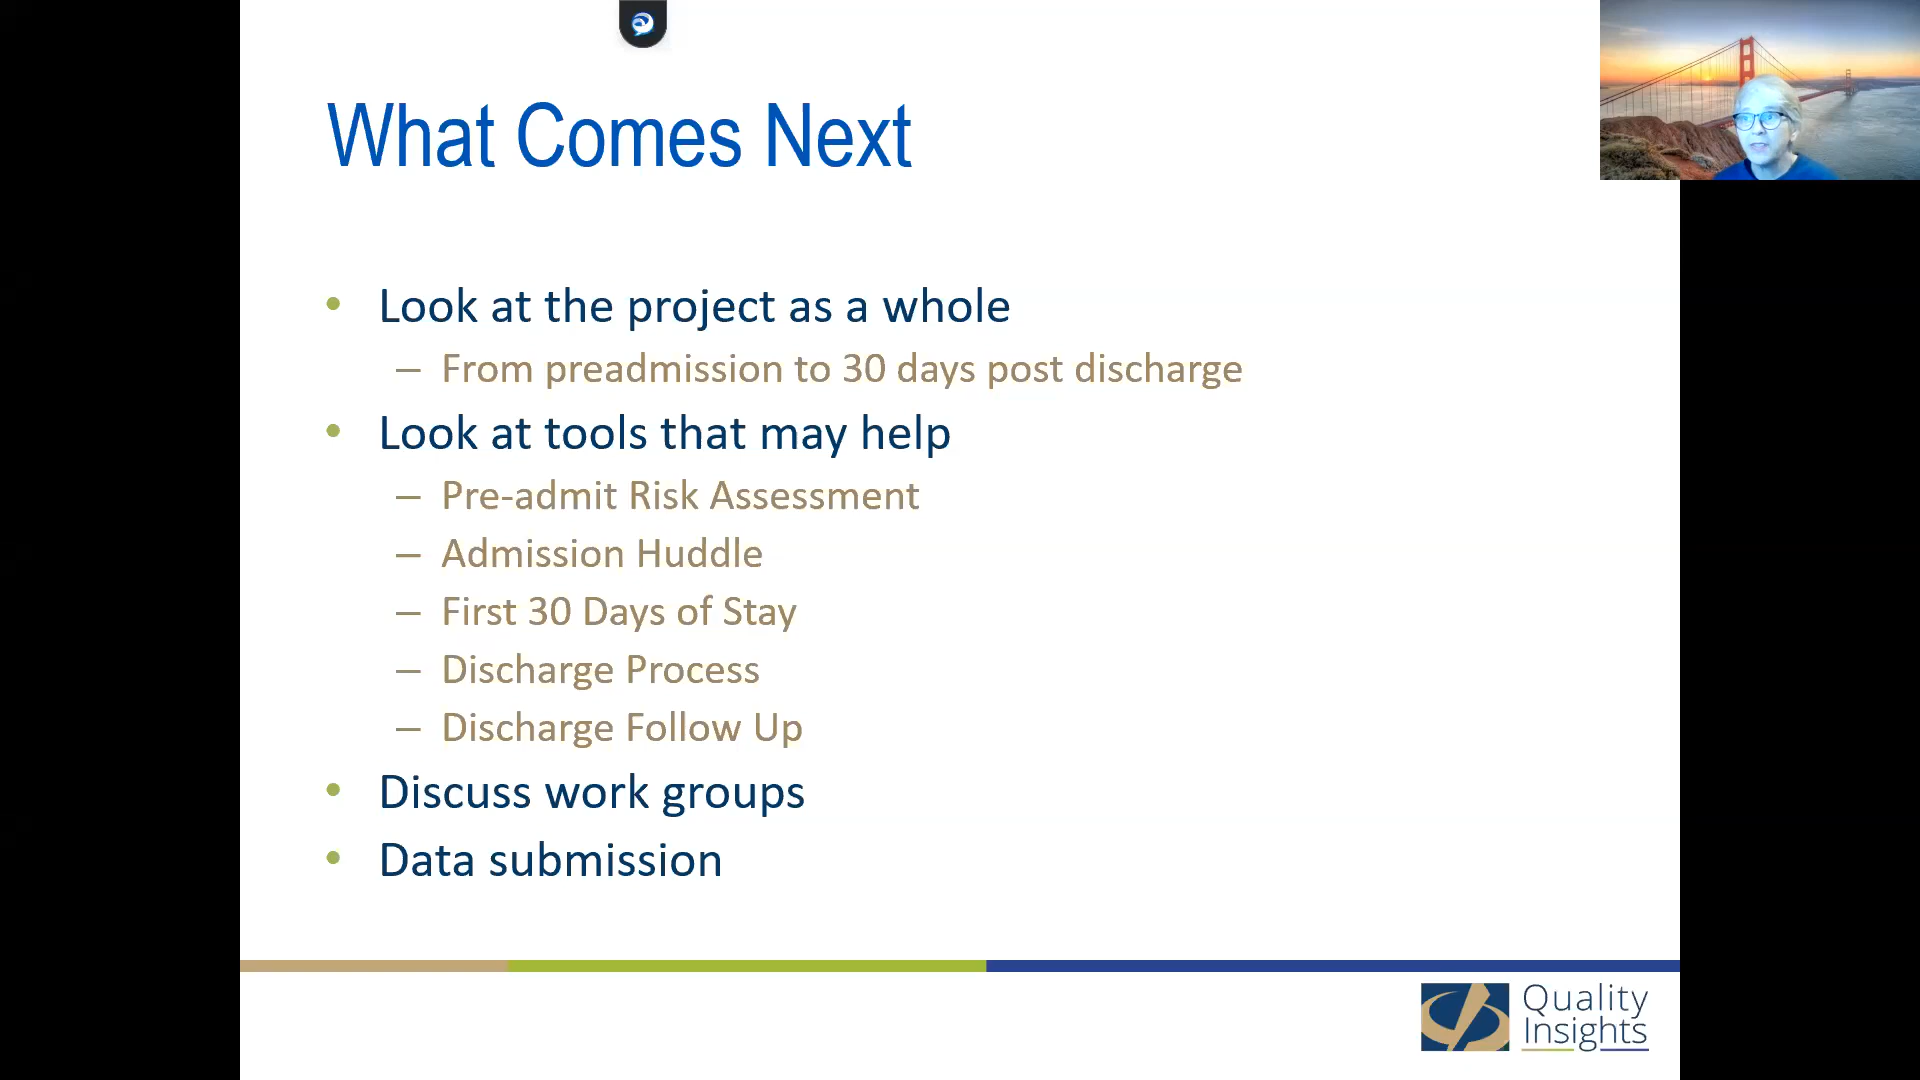 What Comes Next
• Look at the project as a whole
– From preadmission to 30 days post discharge
• Look at tools that may help
– Pre-admit Risk Assessment
– Admission Huddle
– First 30 Days of Stay
– Discharge Process
– Discharge Follow Up
• Discuss work groups
• Data submission
Quality
Insights